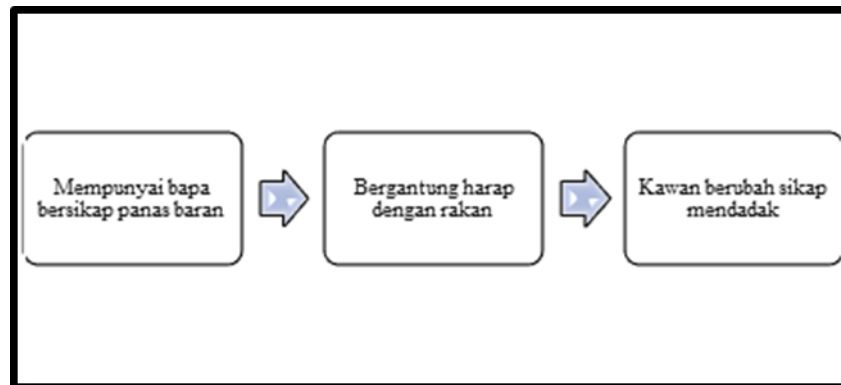 Mempunyai bapa
bersikap panas baran
Bergantung harap
dengan rakan
Kawan berubah sikap
mendadak